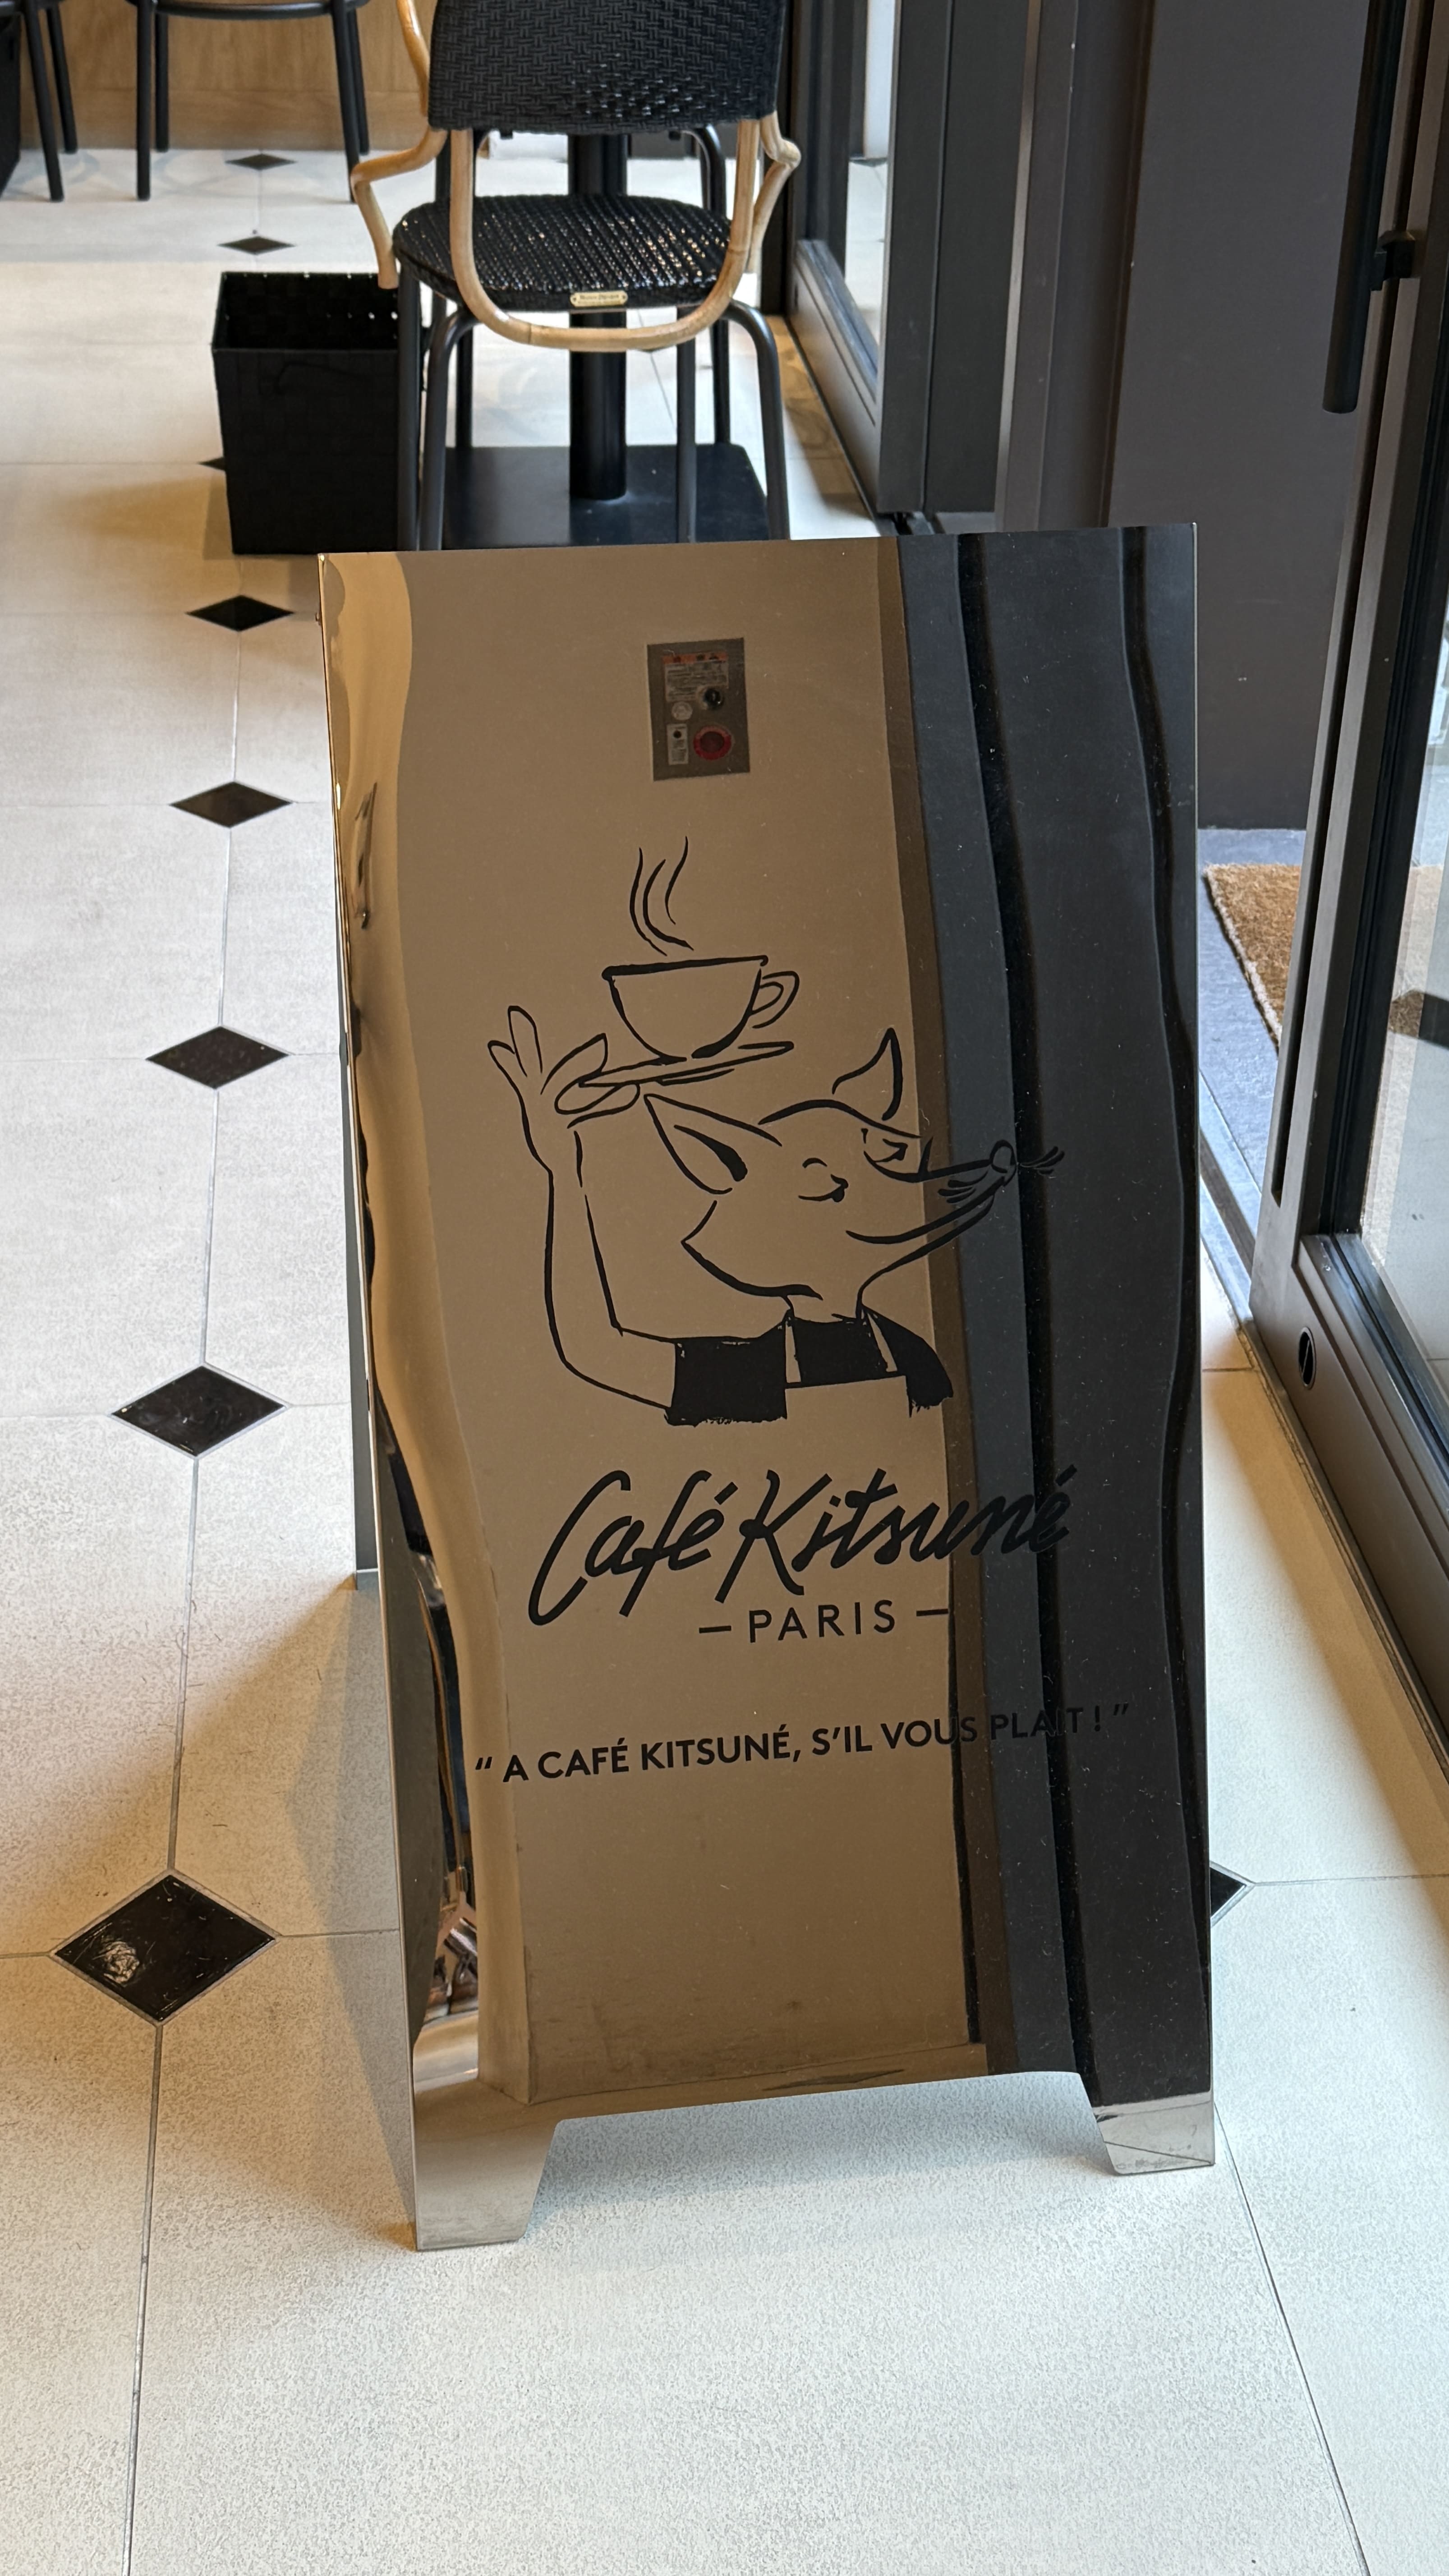 Café Kitsuné
— PARIS —
“ A CAFÉ KITSUNÉ, S’IL VOUS PLAIT ! ”